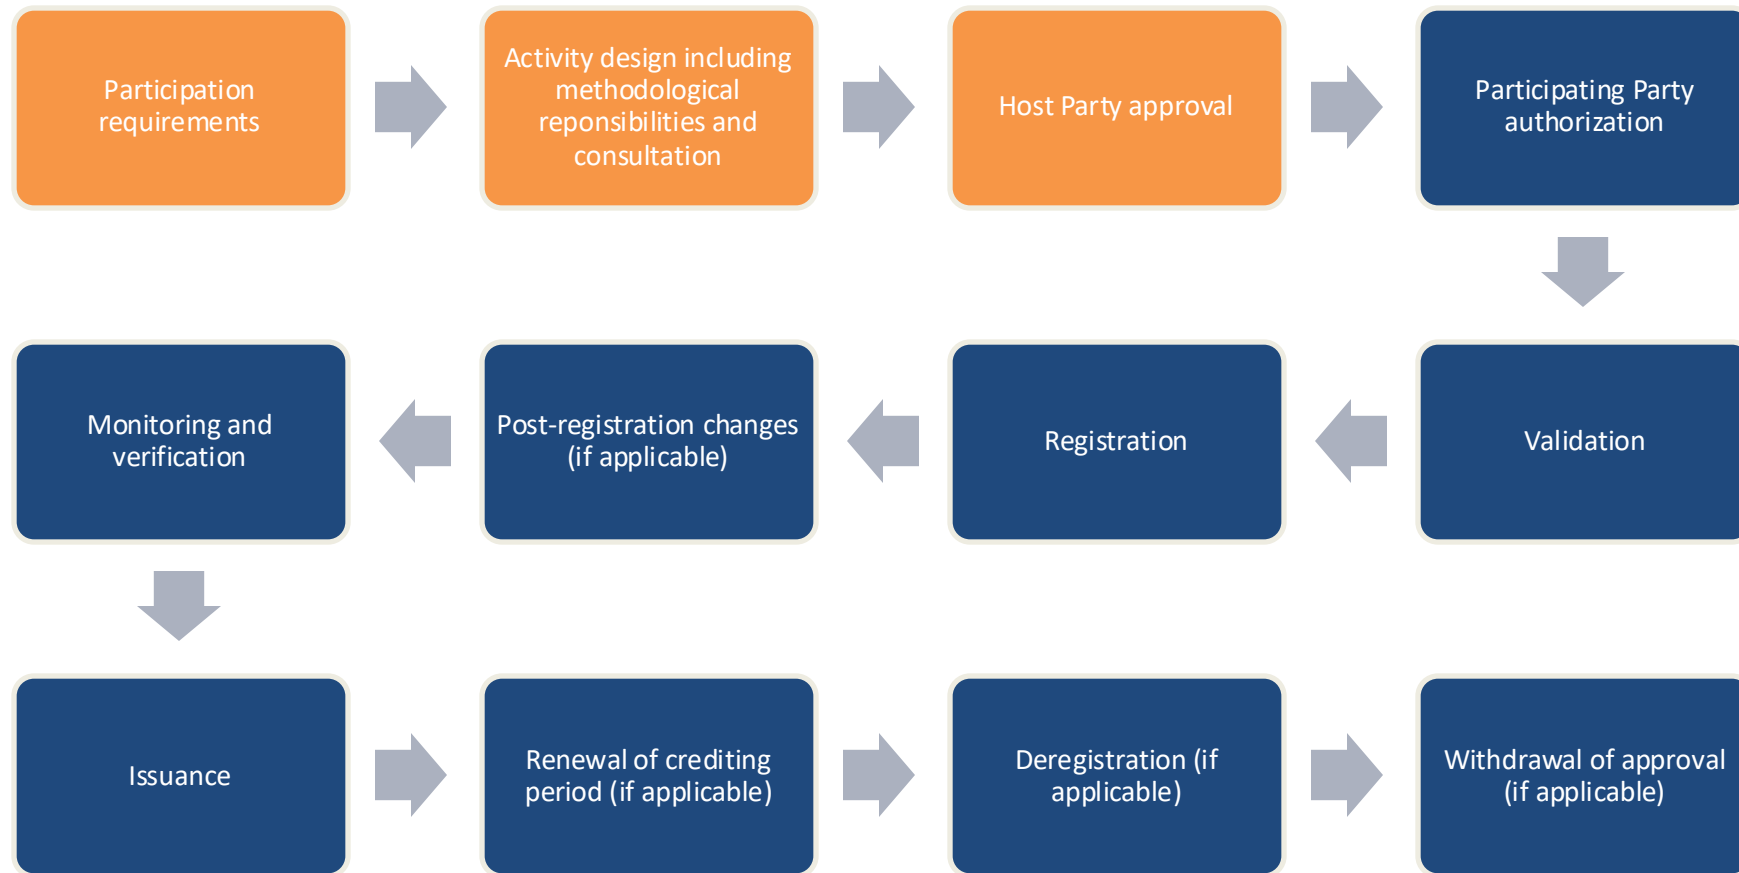 Participation
requirements
Activity design including
methodological
reponsibilities and
consultation
Host Party approval
Participating Party
authorization
Validation
Registration
Post-registration changes
(if applicable)
Monitoring and
verification
Issuance
Renewal of crediting
period (if applicable)
Deregistration (if
applicable)
Withdrawal of approval
(if applicable)